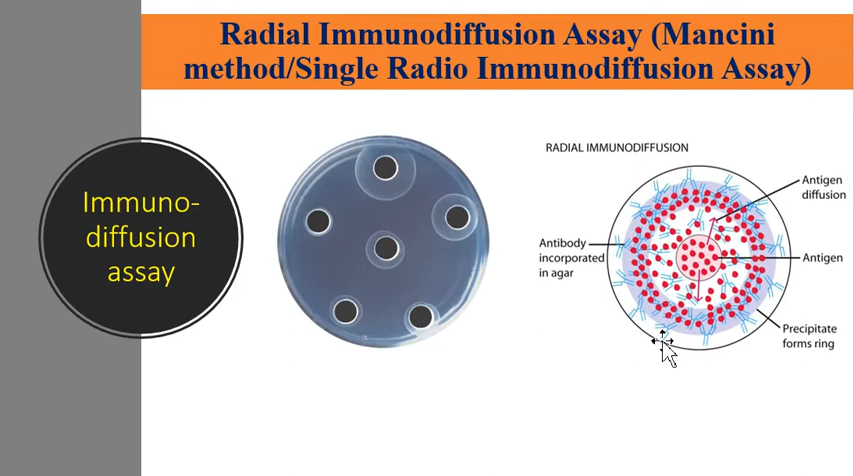 Radial Immunodiffusion Assay (Mancini
method/Single Radio Immunodiffusion Assay)
Immuno-
diffusion
assay
RADIAL IMMUNODIFFUSION
Antigen
diffusion
Antibody
incorporated
in agar
Antigen
Precipitate
forms ring